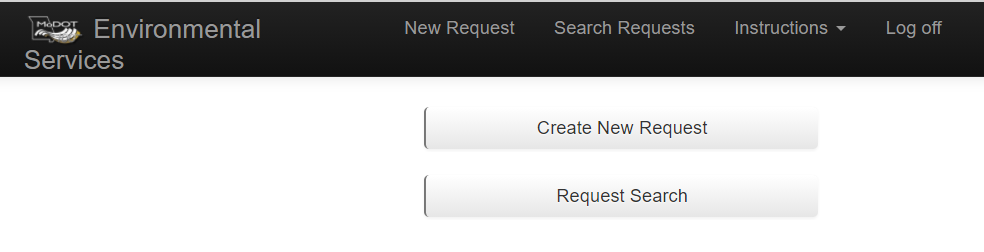 MoDOT Environmental Services
New Request
Search Requests
Instructions
Log off
Create New Request
Request Search